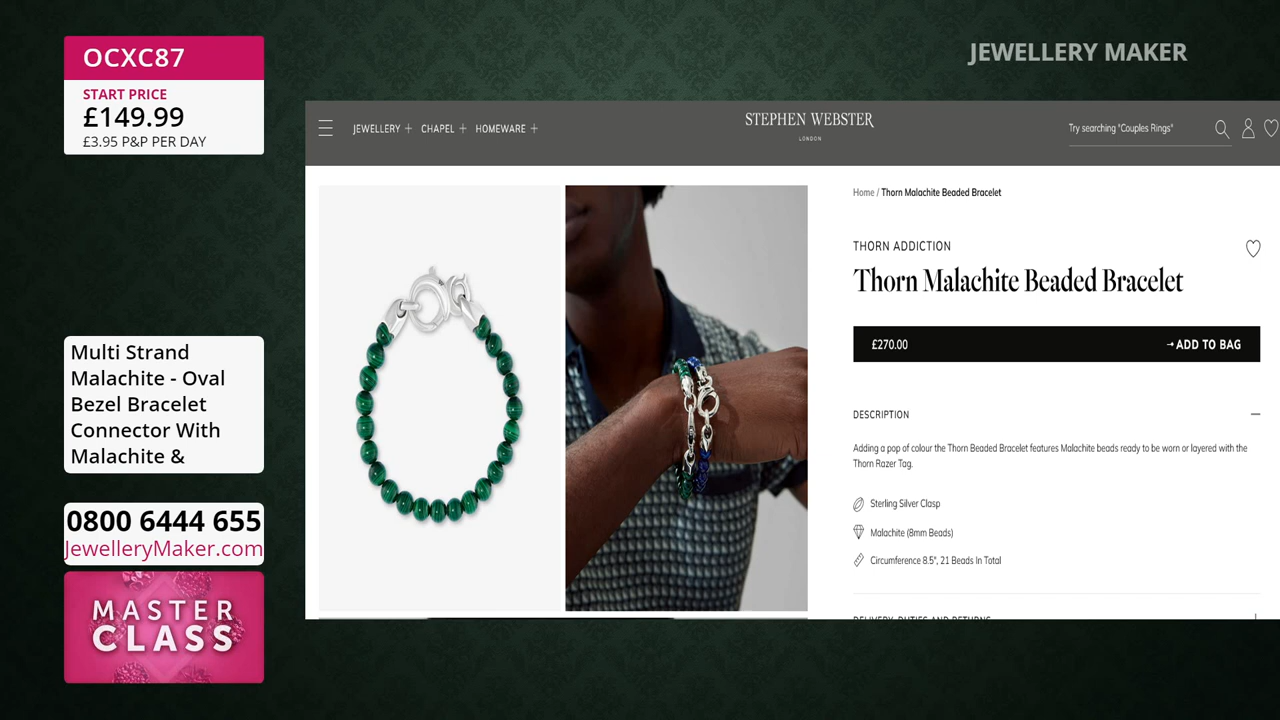 OCXC87
START PRICE
£149.99
£3.95 P&P PER DAY
Multi Strand
Malachite - Oval
Bezel Bracelet
Connector With
Malachite &
0800 6444 655
JewelleryMaker.com
MASTER
CLASS
JEWELLERY MAKER
JEWELLERY + CHAPEL + HOMEWARE +
STEPHEN WEBSTER
LONDON
Try searching "Couples Rings"
Home / Thorn Malachite Beaded Bracelet
THORN ADDICTION
Thorn Malachite Beaded Bracelet
£270.00 → ADD TO BAG
DESCRIPTION
Adding a pop of colour the Thorn Beaded Bracelet features Malachite beads ready to be worn or layered with the
Thorn Razer Tag.
Sterling Silver Clasp
Malachite (8mm Beads)
Circumference 8.5", 21 Beads In Total
DELIVERY, DUTIES AND RETURNS